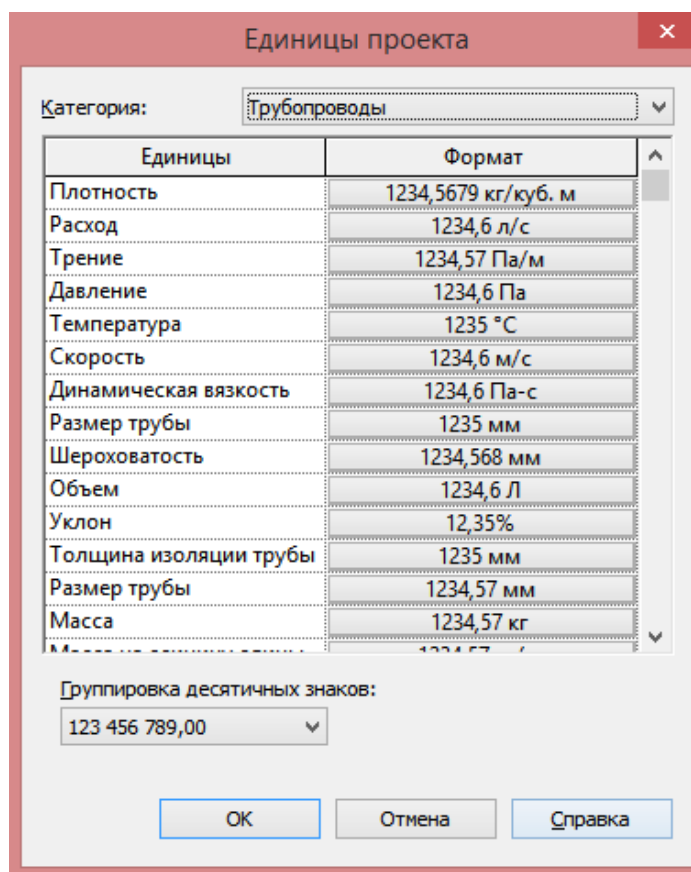 Единицы проекта
Категория: Трубопроводы
Единицы Формат
Плотность 1234,5679 кг/куб. м
Расход 1234,6 л/с
Трение 1234,57 Па/м
Давление 1234,6 Па
Температура 1235 °C
Скорость 1234,6 м/с
Динамическая вязкость 1234,6 Па-с
Размер трубы 1235 мм
Шероховатость 1234,568 мм
Объем 1234,6 Л
Уклон 12,35%
Толщина изоляции трубы 1235 мм
Размер трубы 1234,57 мм
Масса 1234,57 кг
Группировка десятичных знаков:
123 456 789,00
OK Отмена Справка